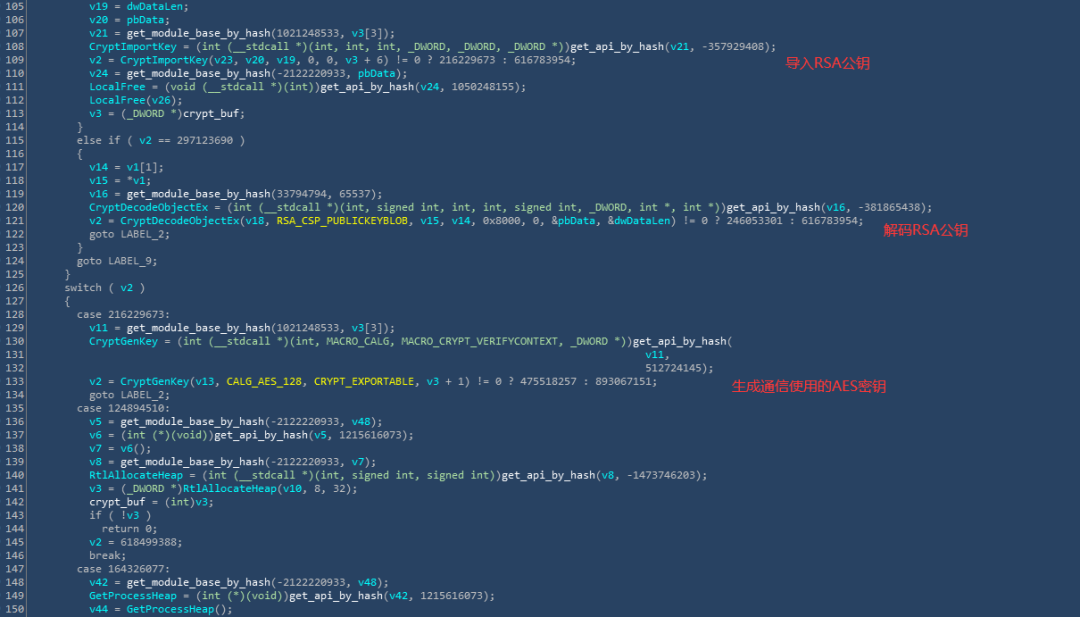 105 v19 = dwDataLen;
106 v20 = pbData;
107 v21 = get_module_base_by_hash(1021248533, v3[3]);
108 CryptImportKey = (int (__stdcall *)(int, int, int, _DWORD, _DWORD, _DWORD *))get_api_by_hash(v21, -357929408);
109 v2 = CryptImportKey(v23, v20, v19, 0, 0, v3 + 6) != 0 ? 216229673 : 616783954; 导入RSA公钥
110 v24 = get_module_base_by_hash(-2122220933, pbData);
111 LocalFree = (void (__stdcall *)(int))get_api_by_hash(v24, 1050248155);
112 LocalFree(v26);
113 v3 = (_DWORD *)crypt_buf;
114 }
115 else if ( v2 == 297123690 )
116 {
117 v14 = v1[1];
118 v15 = *v1;
119 v16 = get_module_base_by_hash(33794794, 65537);
120 CryptDecodeObjectEx = (int (__stdcall *)(int, signed int, int, int, signed int, _DWORD, int *, int *))get_api_by_hash(v16, -381865438);
121 v2 = CryptDecodeObjectEx(v18, RSA_CSP_PUBLICKEYBLOB, v15, v14, 0x8000, 0, &pbData, &dwDataLen) != 0 ? 246053301 : 616783954;
122 goto LABEL_2; 解码RSA公钥
123 }
124 goto LABEL_9;
125 }
126 switch ( v2 )
127 {
128 case 216229673:
129 v11 = get_module_base_by_hash(1021248533, v3[3]);
130 CryptGenKey = (int (__stdcall *)(int, MACRO_CALG, MACRO_CRYPT_VERIFYCONTEXT, _DWORD *))get_api_by_hash(
131 v11,
132 512724145);
133 v2 = CryptGenKey(v13, CALG_AES_128, CRYPT_EXPORTABLE, v3 + 1) != 0 ? 475518257 : 893067151; 生成通信使用的AES密钥
134 goto LABEL_2;
135 case 124894510:
136 v5 = get_module_base_by_hash(-2122220933, v48);
137 v6 = (int (*)(void))get_api_by_hash(v5, 1215616073);
138 v7 = v6();
139 v8 = get_module_base_by_hash(-2122220933, v7);
140 RtlAllocateHeap = (int (__stdcall *)(int, signed int, signed int))get_api_by_hash(v8, -1473746203);
141 v3 = (_DWORD *)RtlAllocateHeap(v10, 8, 32);
142 crypt_buf = (int)v3;
143 if ( !v3 )
144 return 0;
145 v2 = 618499388;
146 break;
147 case 164326077:
148 v42 = get_module_base_by_hash(-2122220933, v48);
149 GetProcessHeap = (int (*)(void))get_api_by_hash(v42, 1215616073);
150 v44 = GetProcessHeap();